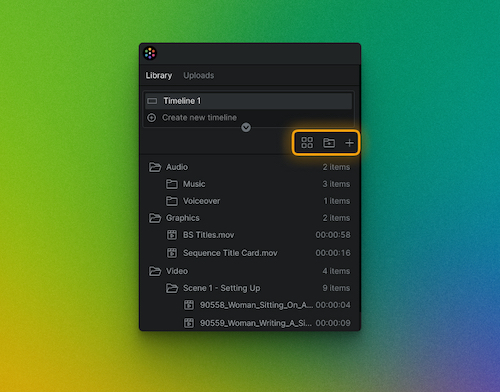 Library Uploads
Timeline 1
Create new timeline
Audio 2 items
Music 3 items
Voiceover 1 items
Graphics 2 items
BS Titles.mov 00:00:58
Sequence Title Card.mov 00:00:16
Video 4 items
Scene 1 - Setting Up 9 items
90558_Woman_Sitting_On_A... 00:00:04
90559_Woman_Writing_A_Si... 00:00:09